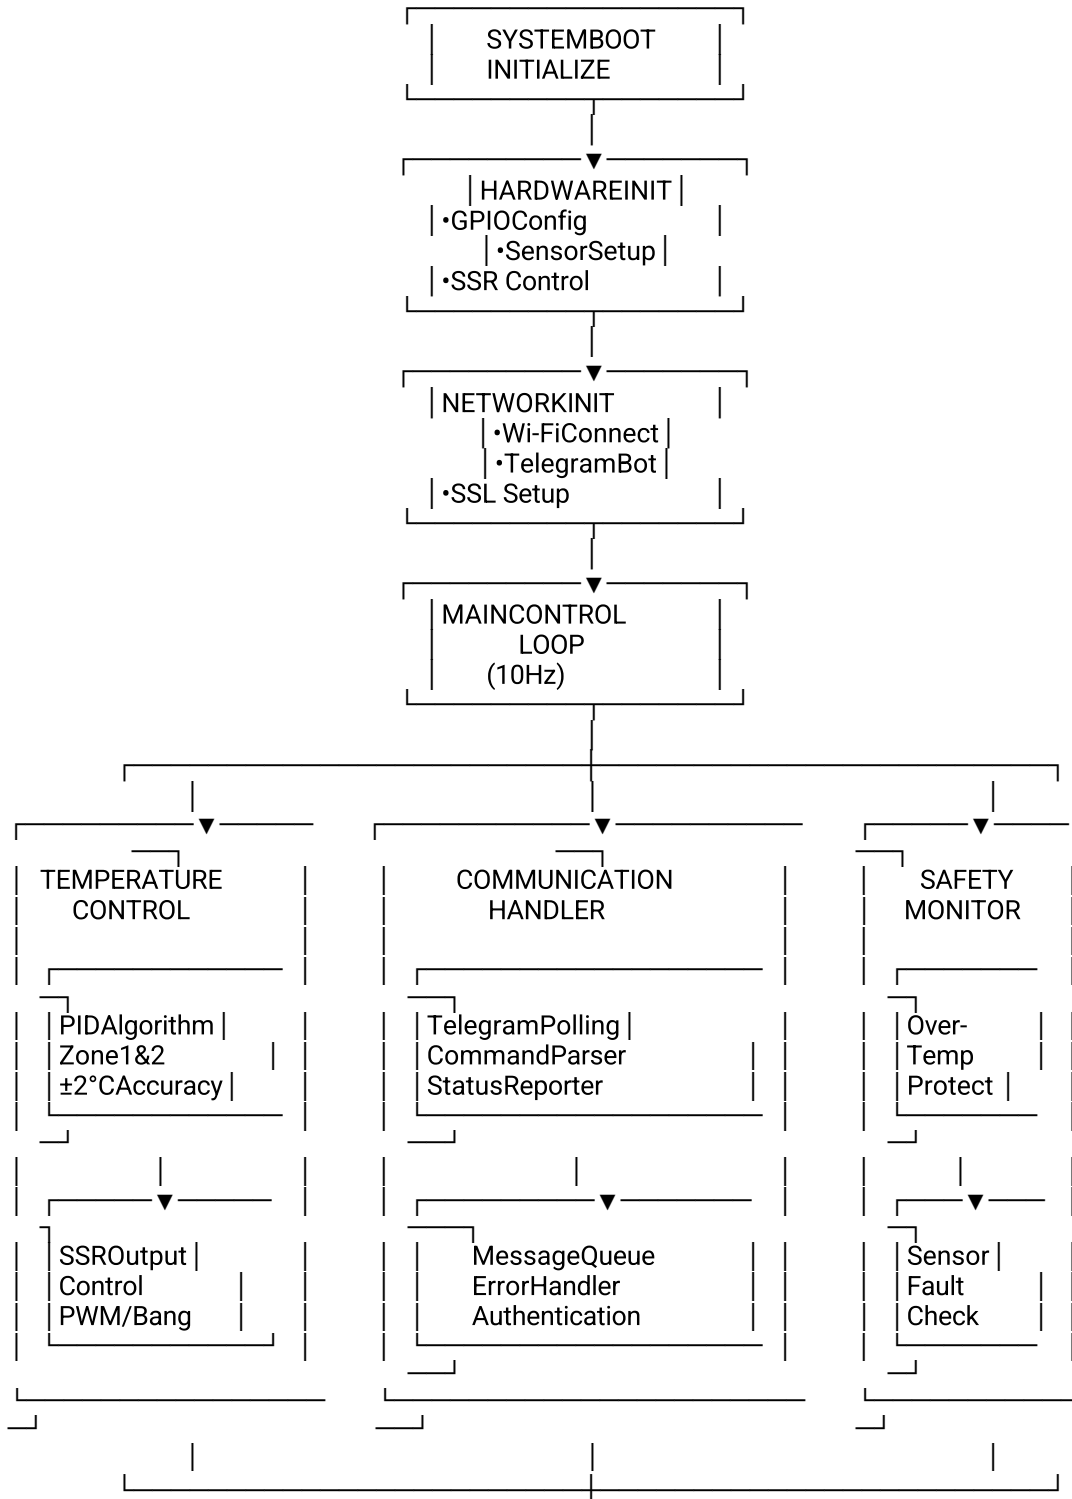 SYSTEMBOOT
INITIALIZE
HARDWAREINIT
•GPIOConfig
•SensorSetup
•SSR Control
NETWORKINIT
•Wi-FiConnect
•TelegramBot
•SSL Setup
MAINCONTROL
LOOP
(10Hz)
TEMPERATURE
CONTROL
PIDAlgorithm
Zone1&2
±2°CAccuracy
SSROutput
Control
PWM/Bang
COMMUNICATION
HANDLER
TelegramPolling
CommandParser
StatusReporter
MessageQueue
ErrorHandler
Authentication
SAFETY
MONITOR
Over-
Temp
Protect
Sensor
Fault
Check